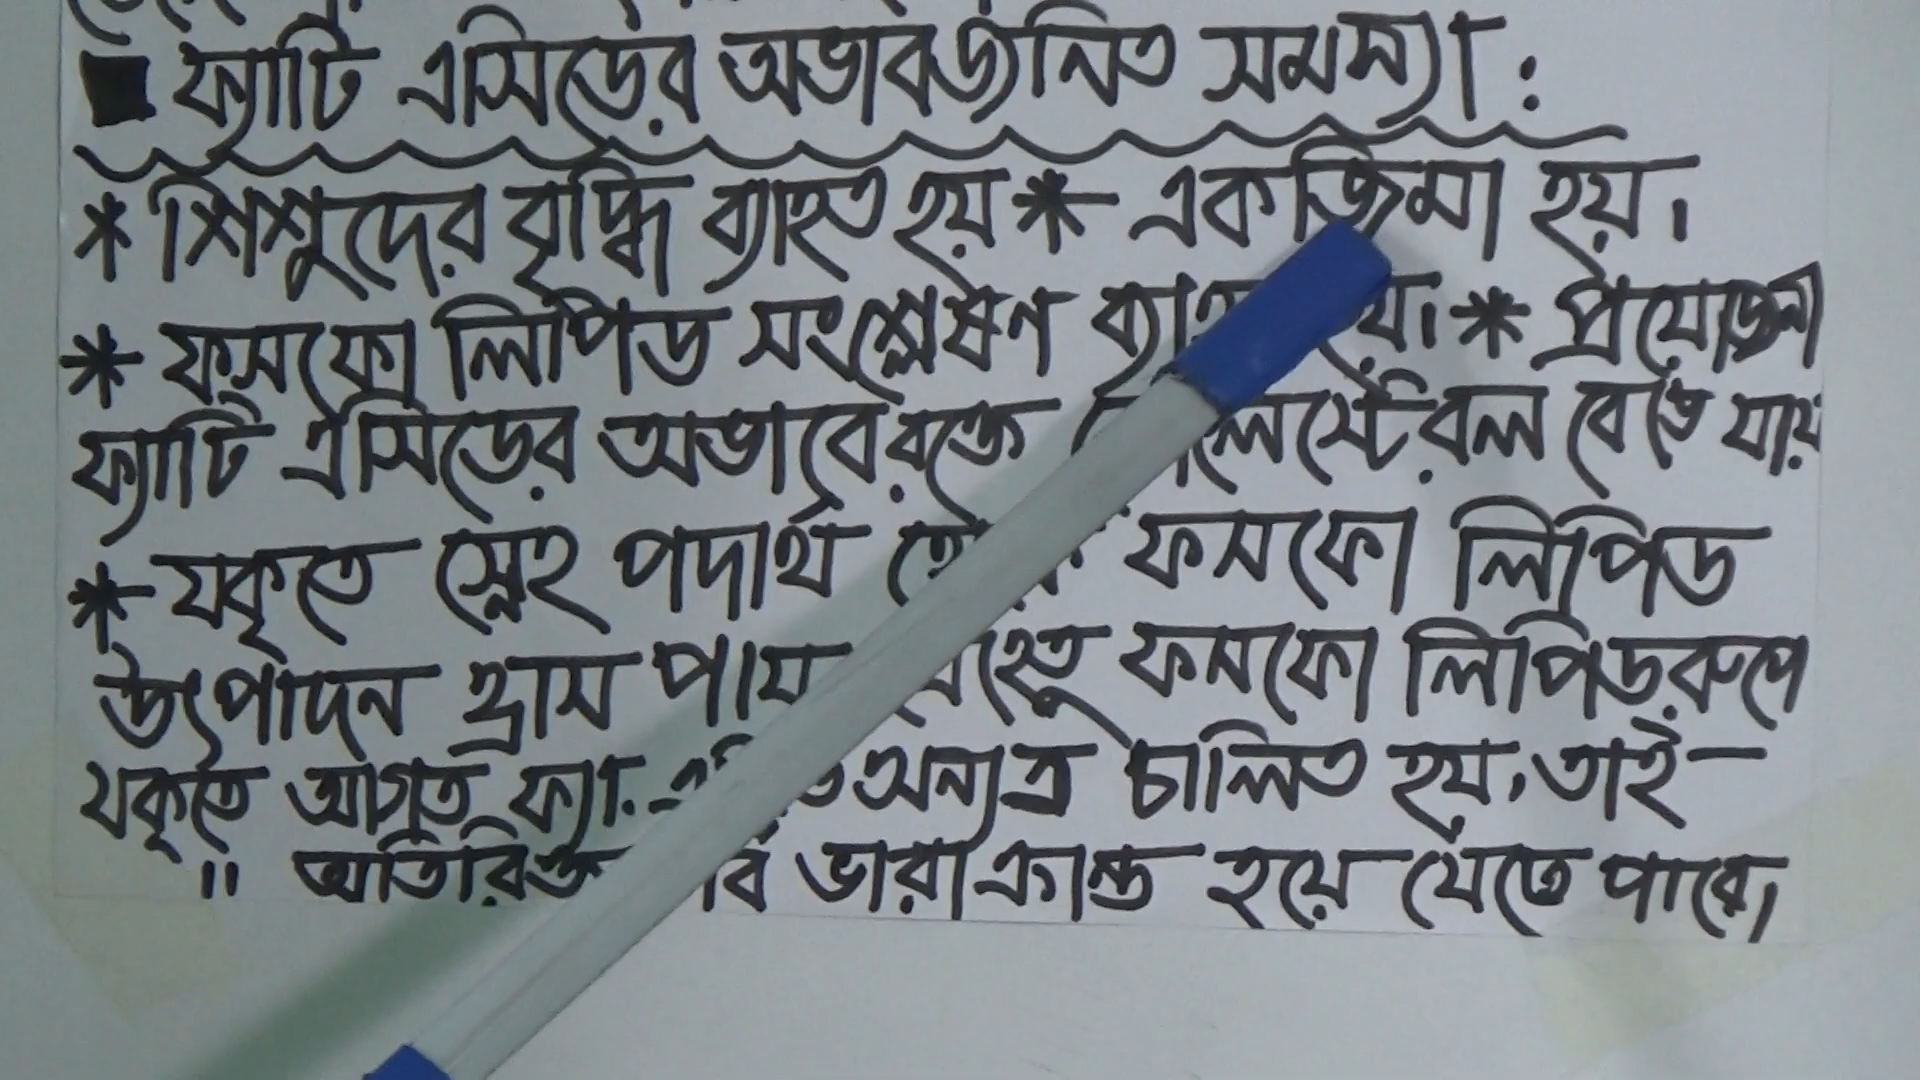 ■ ফ্যাটি এসিডের অভাবজনিত সমস্যা :
* শিশুদের বৃদ্ধি ব্যাহত হয় * একজিমা হয়।
* ফসফো লিপিড সংশ্লেষণ * প্রয়োজনী
ফ্যাটি এসিডের অভাবে রক্তে বেড়ে যায়
* যকৃতে স্নেহ পদার্থ ফসফো লিপিড
উৎপাদন হ্রাস পায় ফসফো লিপিডরুপে
যকৃতে আগত ফ্যা. অন্যত্র চালিত হয়, তাই—
" ভারাক্রান্ত হয়ে যেতে পারে।